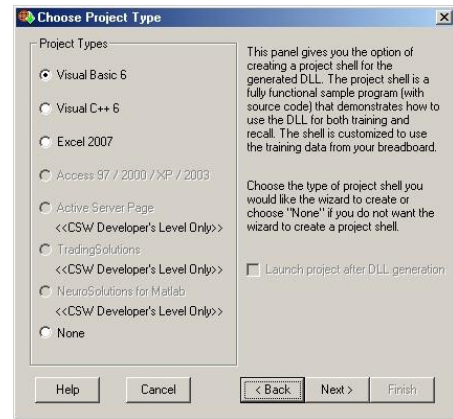 Choose Project Type
Project Types
Visual Basic 6
Visual C++ 6
Excel 2007
Access 97 / 2000 / XP / 2003
Active Server Page
<<CSW Developer's Level Only>>
TradingSolutions
<<CSW Developer's Level Only>>
NeuroSolutions for Matlab
<<CSW Developer's Level Only>>
None
This panel gives you the option of
creating a project shell for the
generated DLL. The project shell is a
fully functional sample program (with
source code) that demonstrates how to
use the DLL for both training and
recall. The shell is customized to use
the training data from your breadboard.
Choose the type of project shell you
would like the wizard to create or
choose "None" if you do not want the
wizard to create a project shell.
Launch project after DLL generation
Help
Cancel
< Back
Next >
Finish